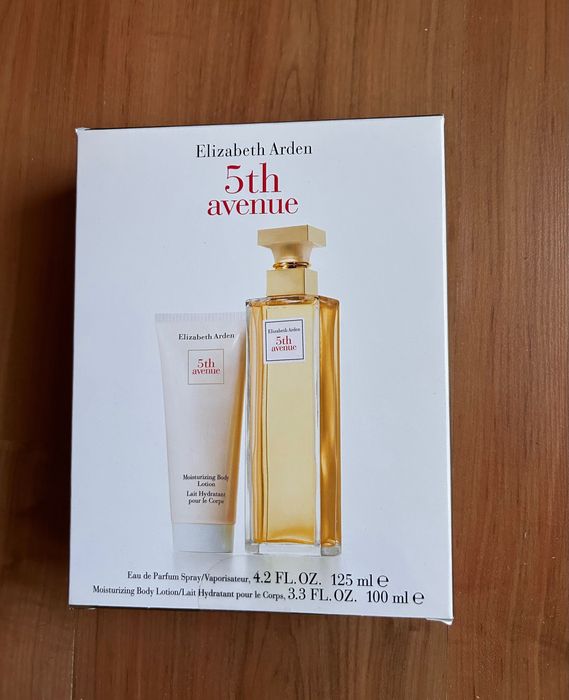 Elizabeth Arden
5th
avenue
Elizabeth Arden
5th
avenue
Moisturizing Body
Lotion
Lait Hydratant
pour le Corps
Elizabeth Arden
5th
avenue
Eau de Parfum Spray/Vaporisateur, 4.2 FL.OZ. 125 ml ℮
Moisturizing Body Lotion/Lait Hydratant pour le Corps, 3.3 FL.OZ. 100 ml ℮